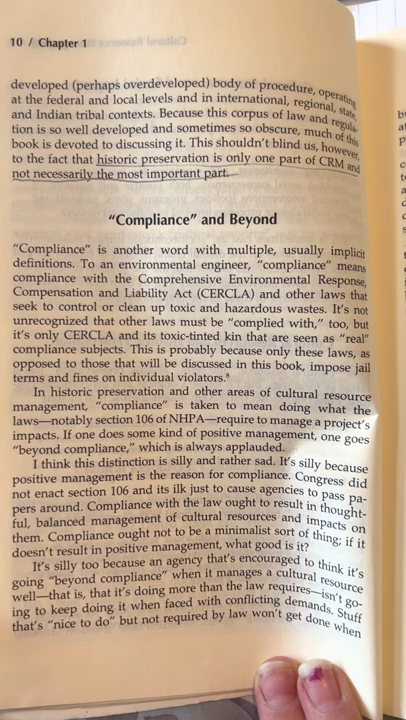 10 / Chapter 1
developed (perhaps overdeveloped) body of procedure, operating
at the federal and local levels and in international, regional, state,
and Indian tribal contexts. Because this corpus of law and regula-
tion is so well developed and sometimes so obscure, much of this
book is devoted to discussing it. This shouldn't blind us, however,
to the fact that historic preservation is only one part of CRM and
not necessarily the most important part.
“Compliance” and Beyond
“Compliance” is another word with multiple, usually implicit
definitions. To an environmental engineer, “compliance” means
compliance with the Comprehensive Environmental Response,
Compensation and Liability Act (CERCLA) and other laws that
seek to control or clean up toxic and hazardous wastes. It's not
unrecognized that other laws must be “complied with,” too, but
it's only CERCLA and its toxic-tinted kin that are seen as “real”
compliance subjects. This is probably because only these laws, as
opposed to those that will be discussed in this book, impose jail
terms and fines on individual violators.⁸
In historic preservation and other areas of cultural resource
management, “compliance” is taken to mean doing what the
laws—notably section 106 of NHPA—require to manage a project's
impacts. If one does some kind of positive management, one goes
“beyond compliance,” which is always applauded.
I think this distinction is silly and rather sad. It's silly because
positive management is the reason for compliance. Congress did
not enact section 106 and its ilk just to cause agencies to pass pa-
pers around. Compliance with the law ought to result in thought-
ful, balanced management of cultural resources and impacts on
them. Compliance ought not to be a minimalist sort of thing; if it
doesn't result in positive management, what good is it?
It's silly too because an agency that's encouraged to think it's
going “beyond compliance” when it manages a cultural resource
well—that is, that it's doing more than the law requires—isn't go-
ing to keep doing it when faced with conflicting demands. Stuff
that's “nice to do” but not required by law won't get done when